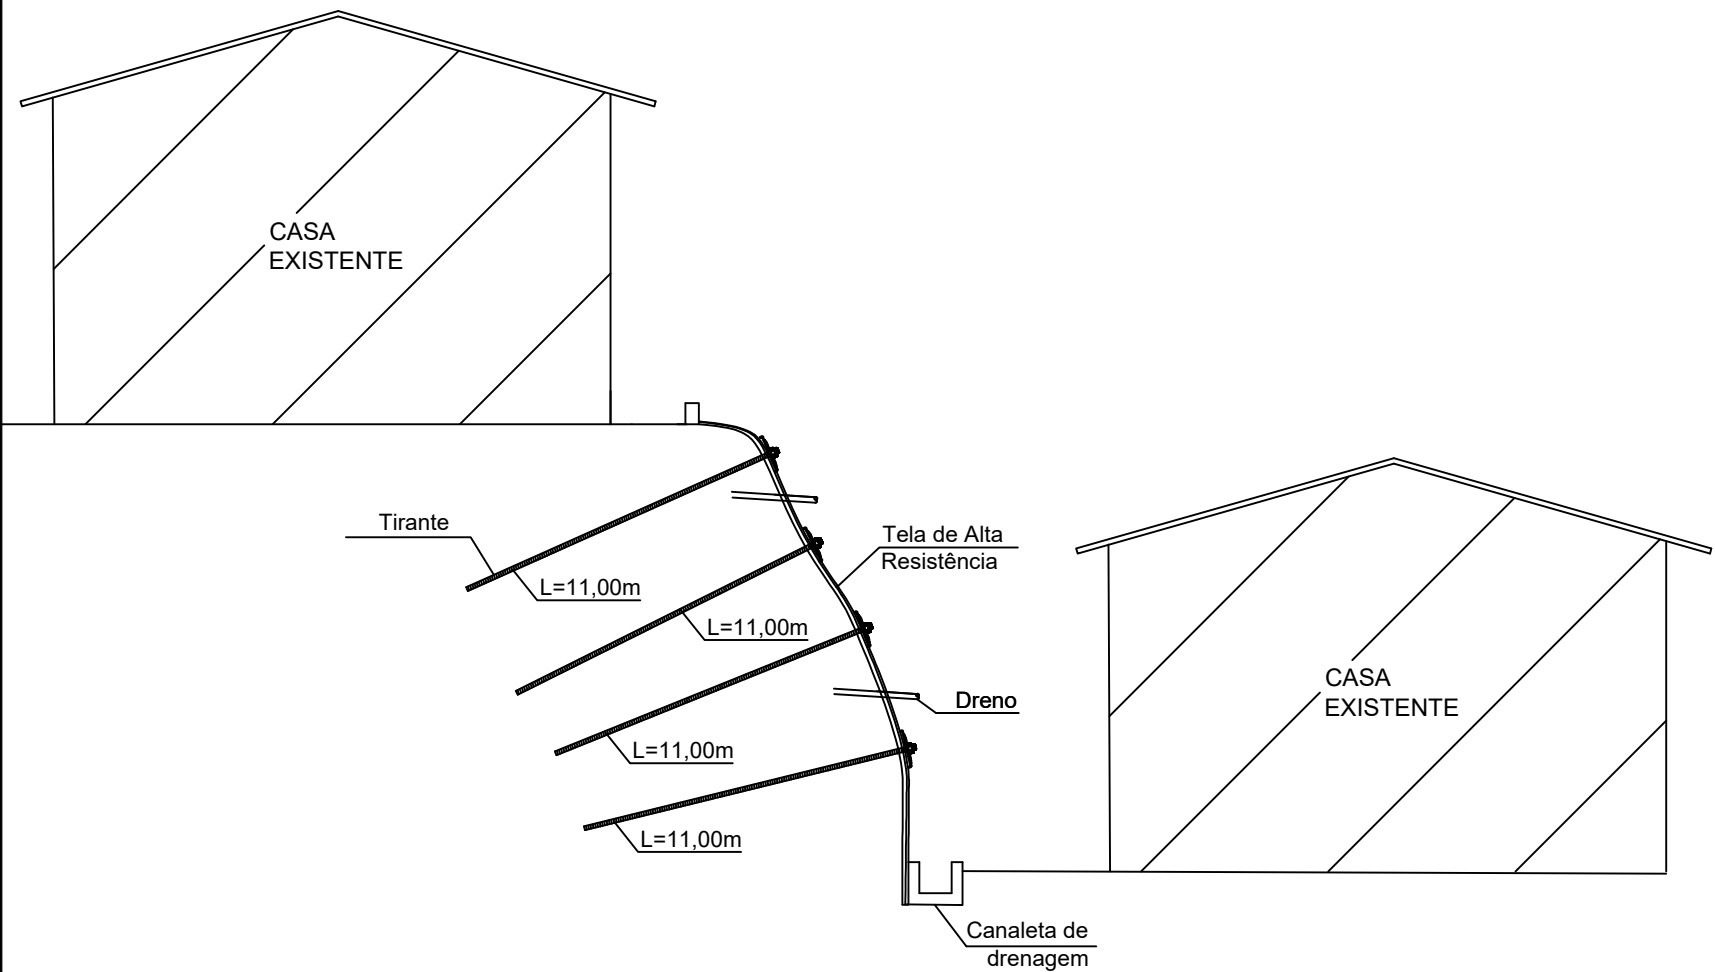 CASA
EXISTENTE
Tirante
L=11,00m
L=11,00m
L=11,00m
L=11,00m
Tela de Alta
Resistência
Dreno
CASA
EXISTENTE
Canaleta de
drenagem